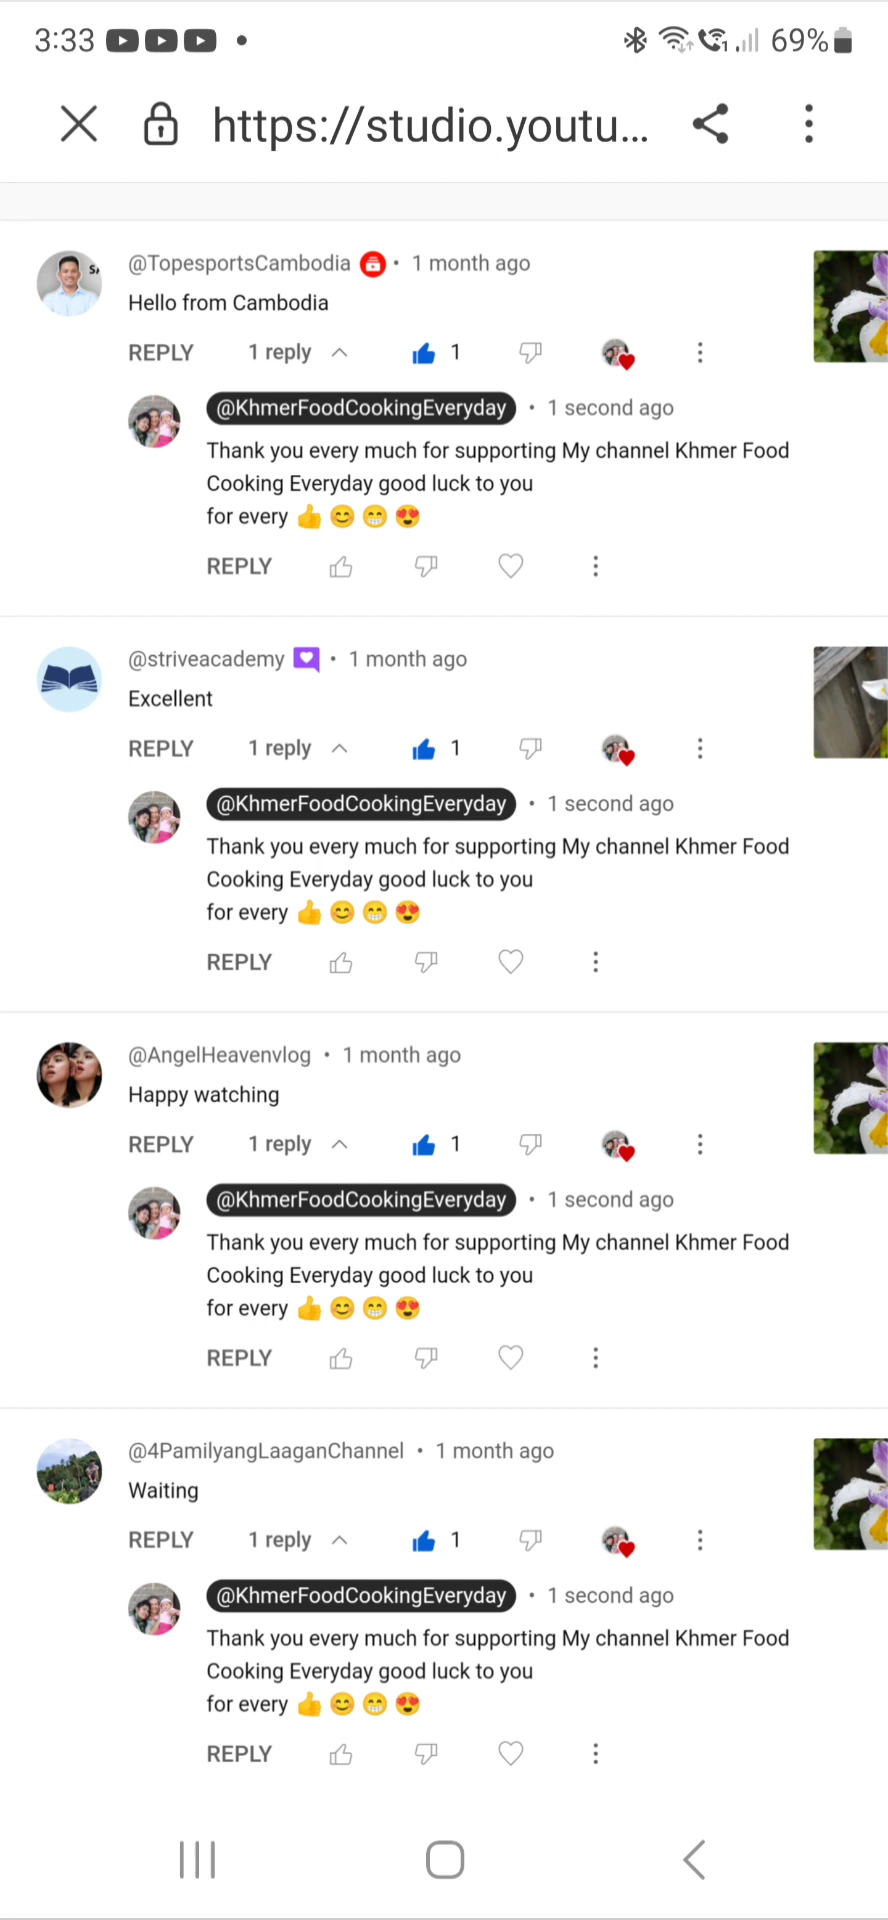 3:33
69%
https://studio.youtu...
@TopesportsCambodia • 1 month ago
Hello from Cambodia
REPLY 1 reply 1
@KhmerFoodCookingEveryday • 1 second ago
Thank you every much for supporting My channel Khmer Food
Cooking Everyday good luck to you
for every 👍 😊 😁 😍
REPLY
@striveacademy • 1 month ago
Excellent
REPLY 1 reply 1
@KhmerFoodCookingEveryday • 1 second ago
Thank you every much for supporting My channel Khmer Food
Cooking Everyday good luck to you
for every 👍 😊 😁 😍
REPLY
@AngelHeavenvlog • 1 month ago
Happy watching
REPLY 1 reply 1
@KhmerFoodCookingEveryday • 1 second ago
Thank you every much for supporting My channel Khmer Food
Cooking Everyday good luck to you
for every 👍 😊 😁 😍
REPLY
@4PamilyangLaaganChannel • 1 month ago
Waiting
REPLY 1 reply 1
@KhmerFoodCookingEveryday • 1 second ago
Thank you every much for supporting My channel Khmer Food
Cooking Everyday good luck to you
for every 👍 😊 😁 😍
REPLY